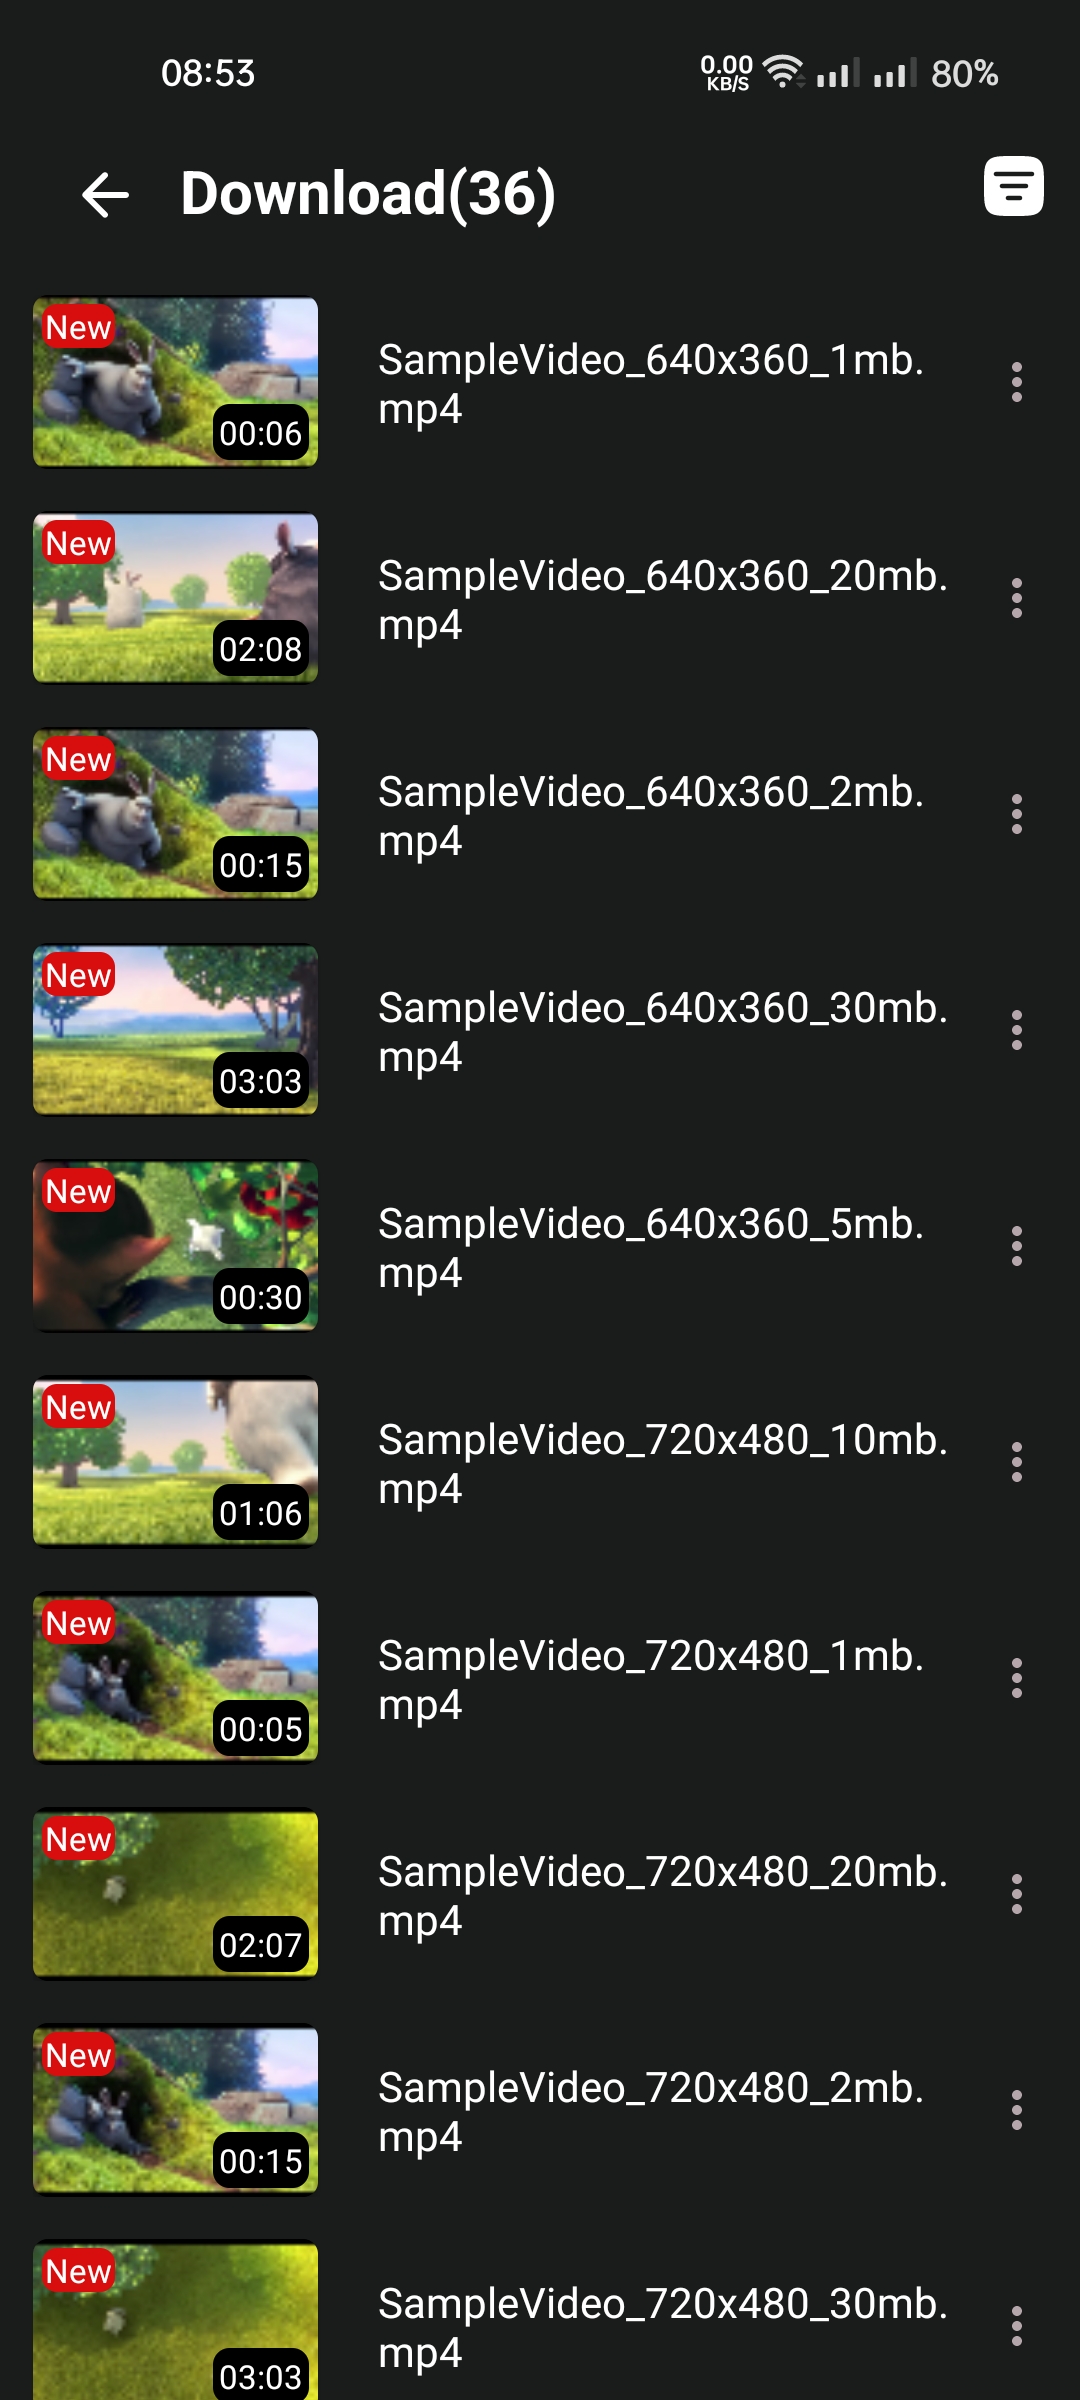 08:53
0.00
KB/S
80%
Download(36)
New
00:06
SampleVideo_640x360_1mb.
mp4
New
02:08
SampleVideo_640x360_20mb.
mp4
New
00:15
SampleVideo_640x360_2mb.
mp4
New
03:03
SampleVideo_640x360_30mb.
mp4
New
00:30
SampleVideo_640x360_5mb.
mp4
New
01:06
SampleVideo_720x480_10mb.
mp4
New
00:05
SampleVideo_720x480_1mb.
mp4
New
02:07
SampleVideo_720x480_20mb.
mp4
New
00:15
SampleVideo_720x480_2mb.
mp4
New
03:03
SampleVideo_720x480_30mb.
mp4